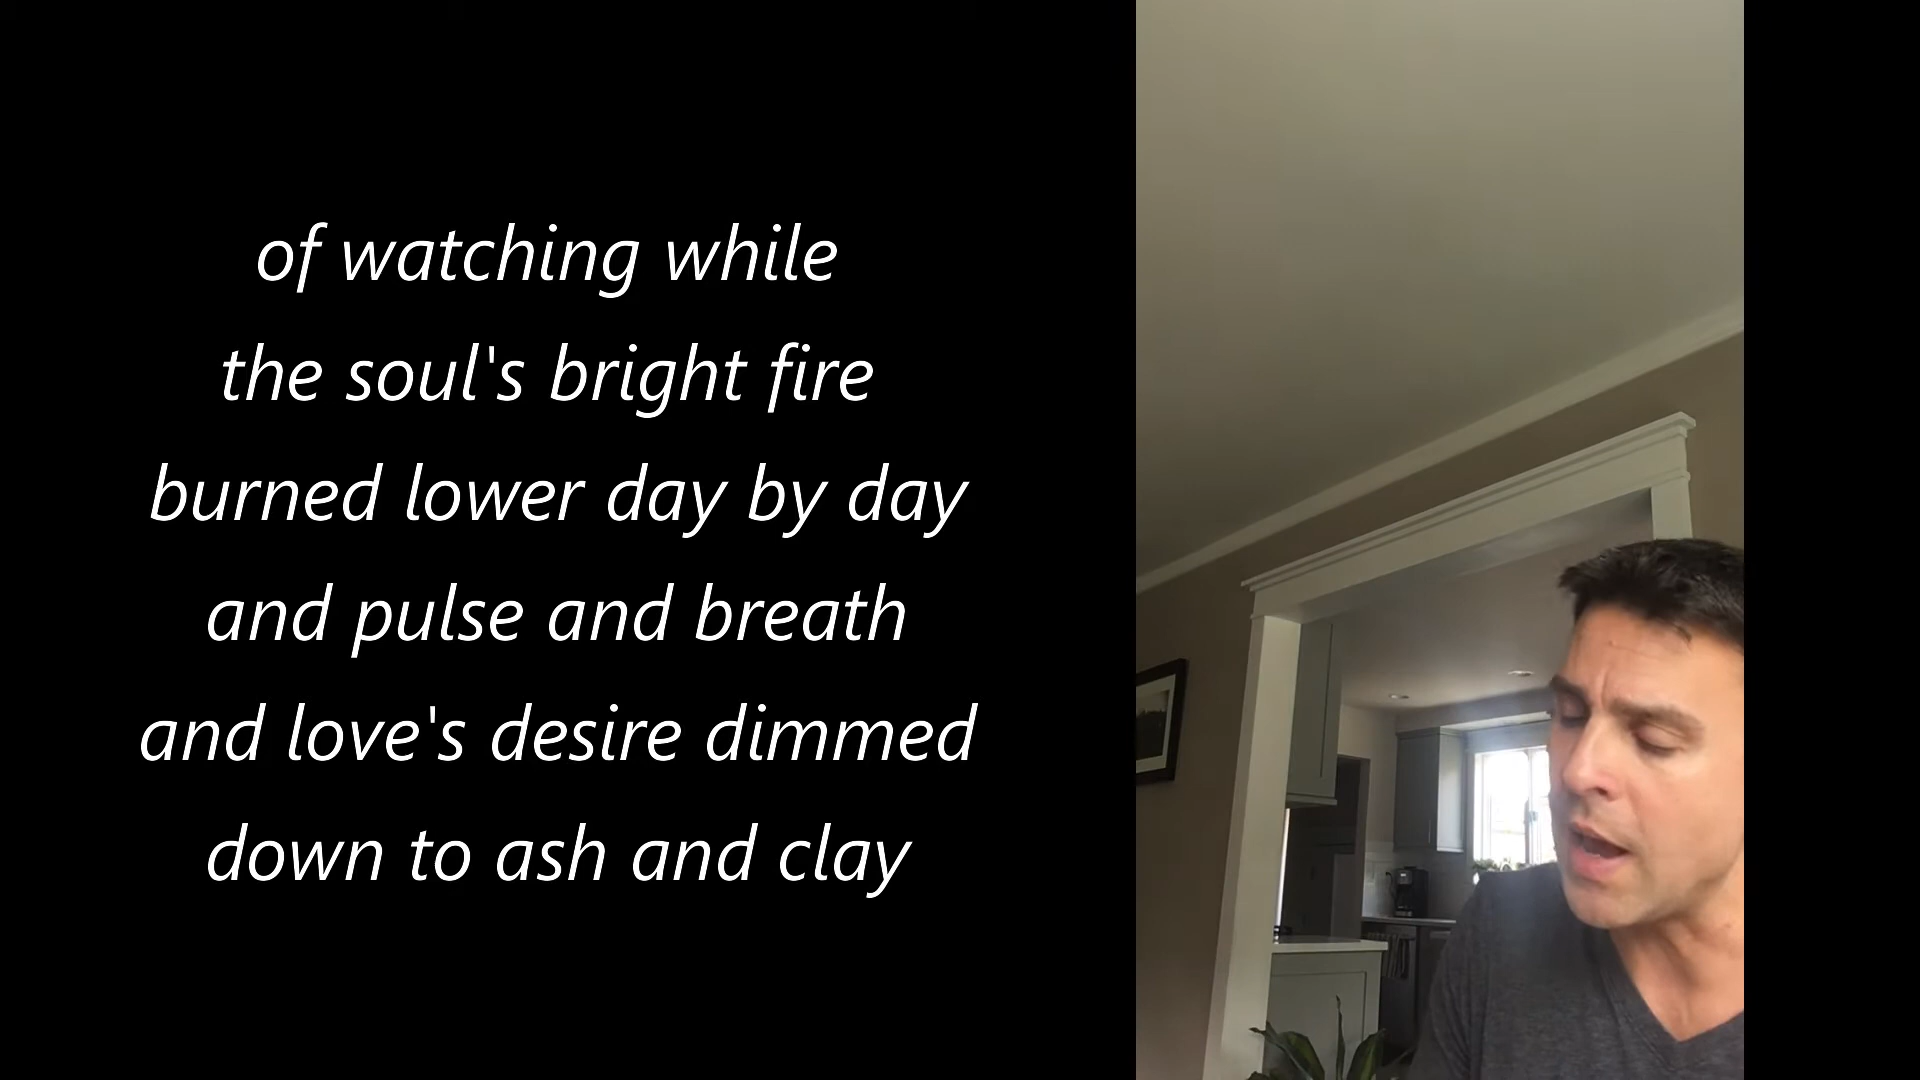 of watching while
the soul's bright fire
burned lower day by day
and pulse and breath
and love's desire dimmed
down to ash and clay